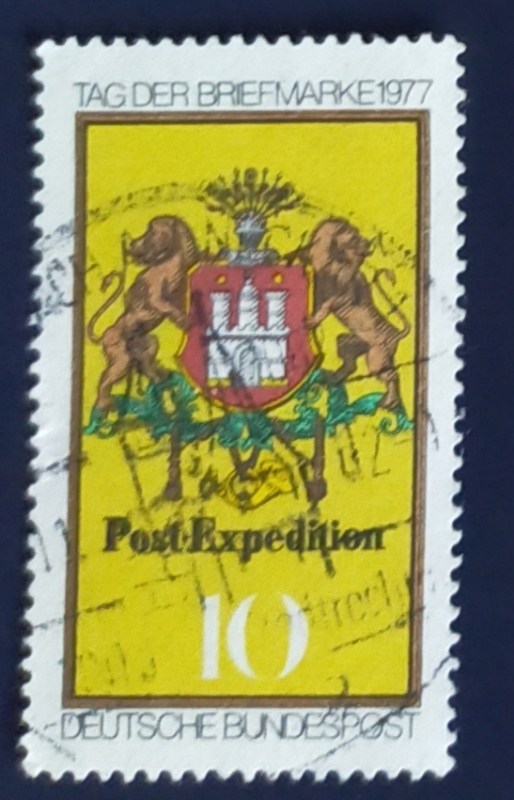 TAG DER BRIEFMARKE 1977
Post-Expedition
10
DEUTSCHE BUNDESPOST